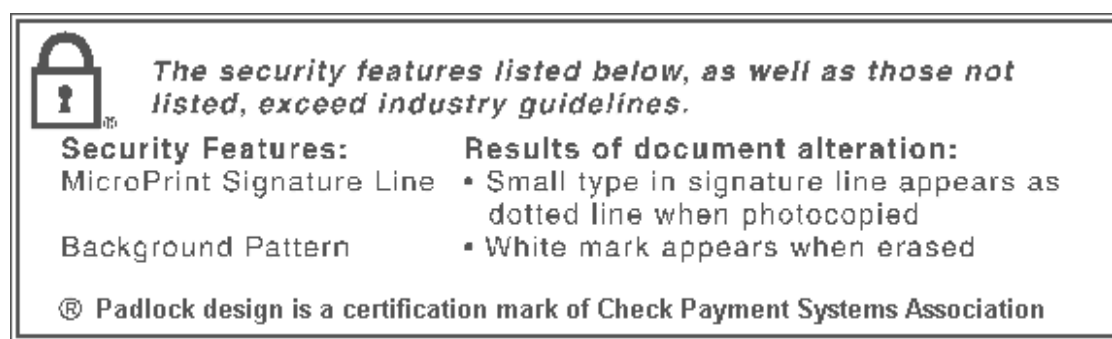 The security features listed below, as well as those not
listed, exceed industry guidelines.
®
Security Features: Results of document alteration:
MicroPrint Signature Line • Small type in signature line appears as
dotted line when photocopied
Background Pattern • White mark appears when erased
® Padlock design is a certification mark of Check Payment Systems Association